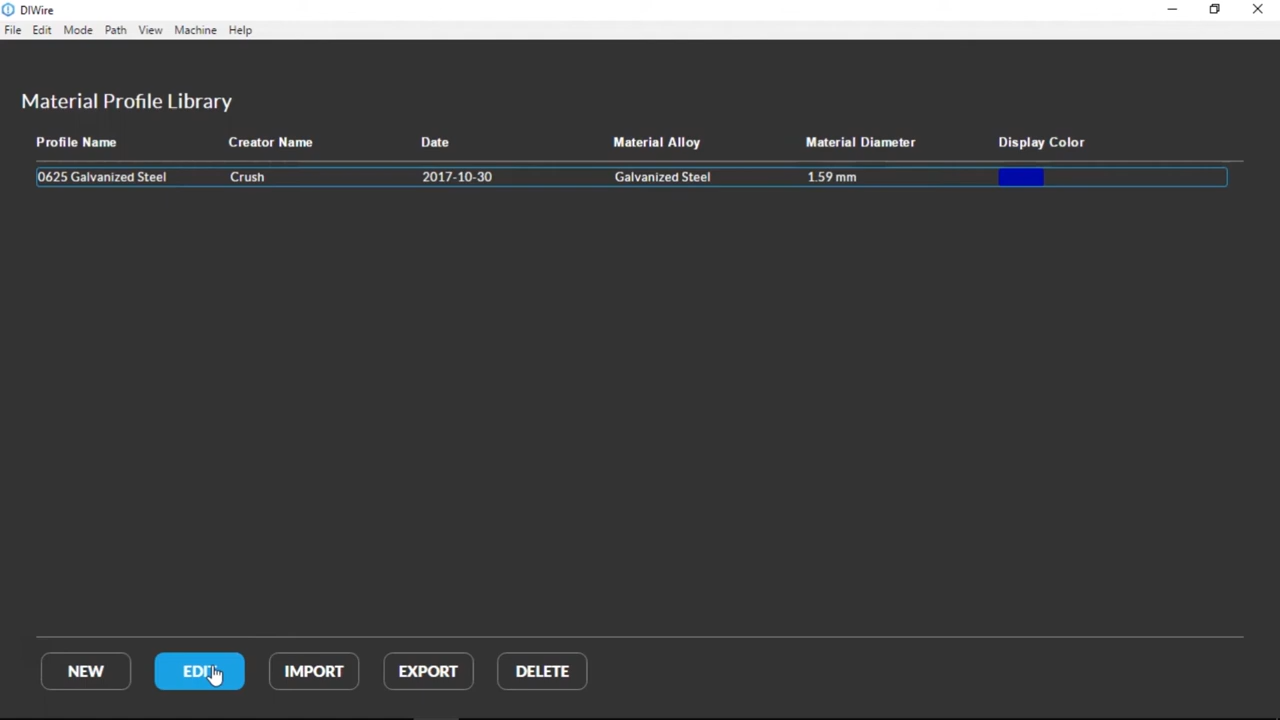 DIWire
File Edit Mode Path View Machine Help
Material Profile Library
Profile Name Creator Name Date Material Alloy Material Diameter Display Color
0625 Galvanized Steel Crush 2017-10-30 Galvanized Steel 1.59 mm
NEW EDIT IMPORT EXPORT DELETE